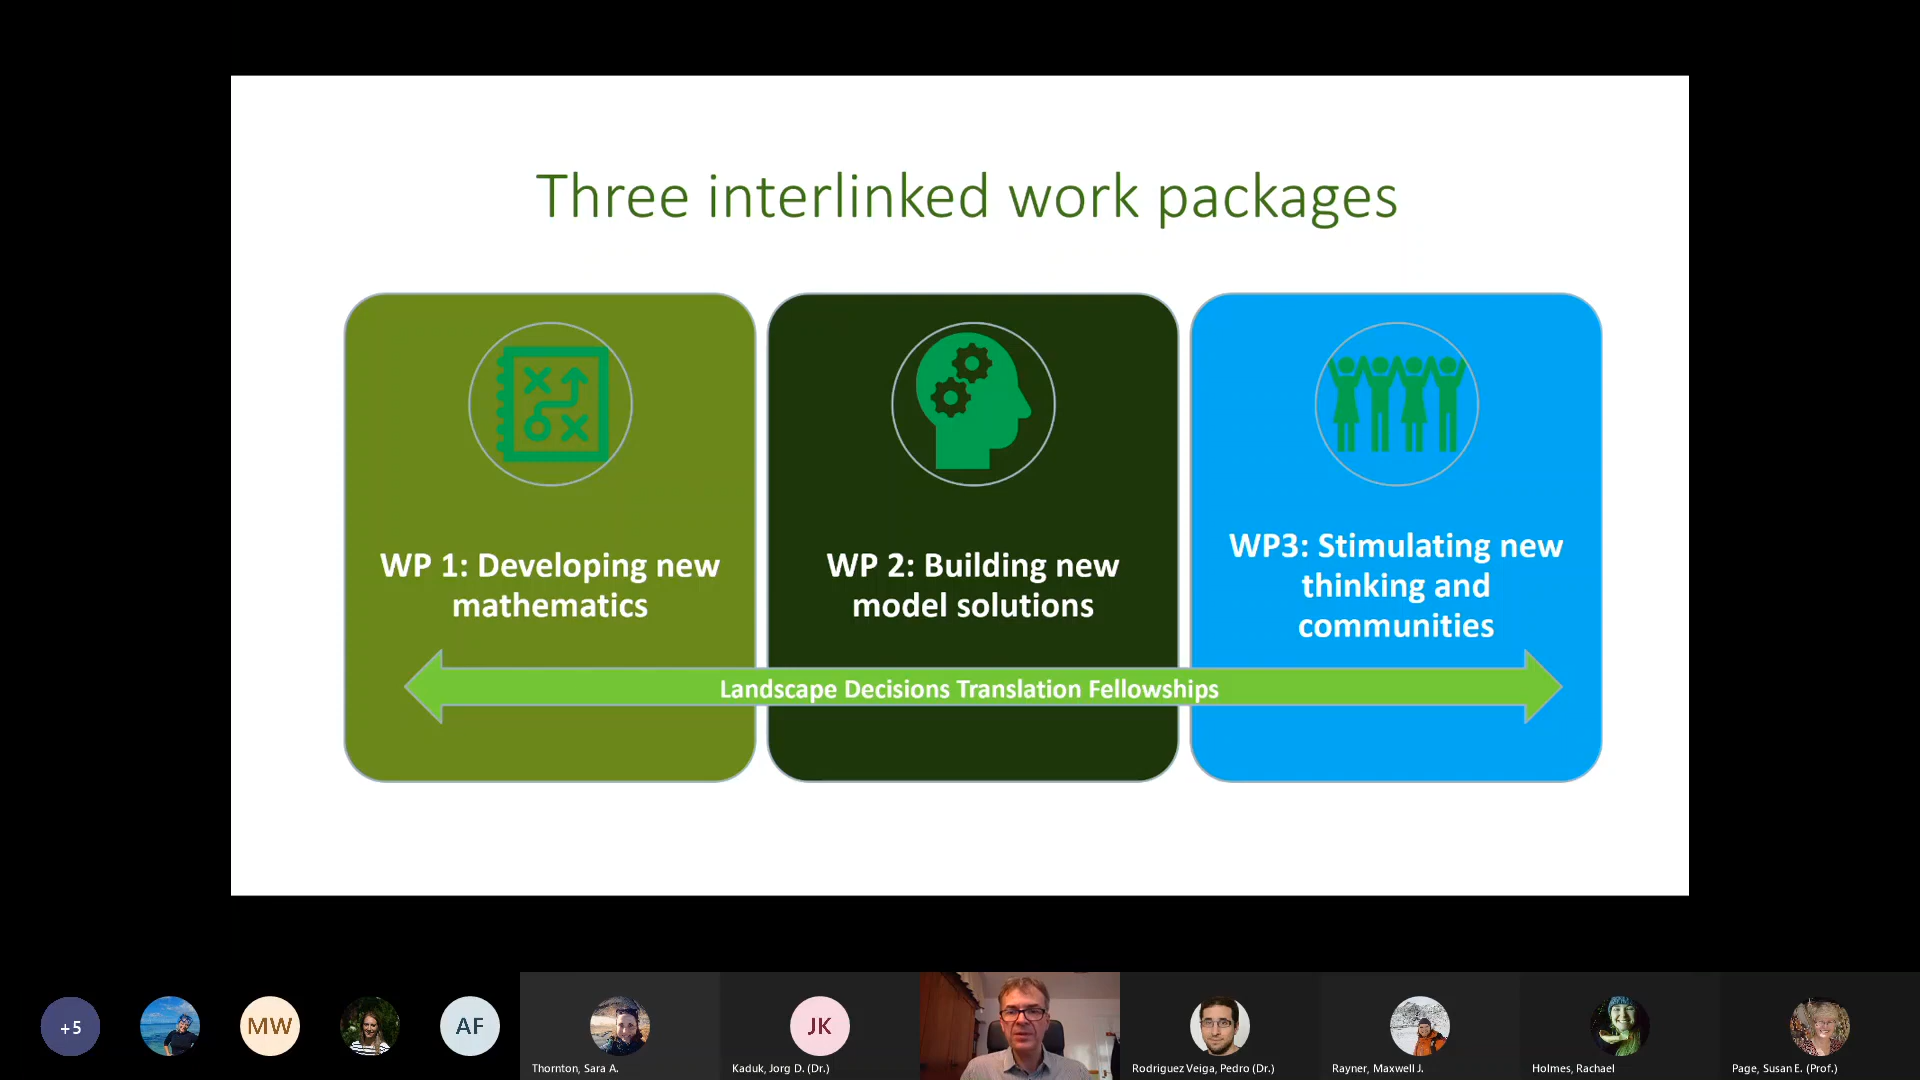 Three interlinked work packages
WP 1: Developing new
mathematics
WP 2: Building new
model solutions
WP3: Stimulating new
thinking and
communities
Landscape Decisions Translation Fellowships
+5
MW
AF
Thornton, Sara A.
JK
Kaduk, Jorg D. (Dr.)
Rodriguez Veiga, Pedro (Dr.)
Rayner, Maxwell J.
Holmes, Rachael
Page, Susan E. (Prof.)